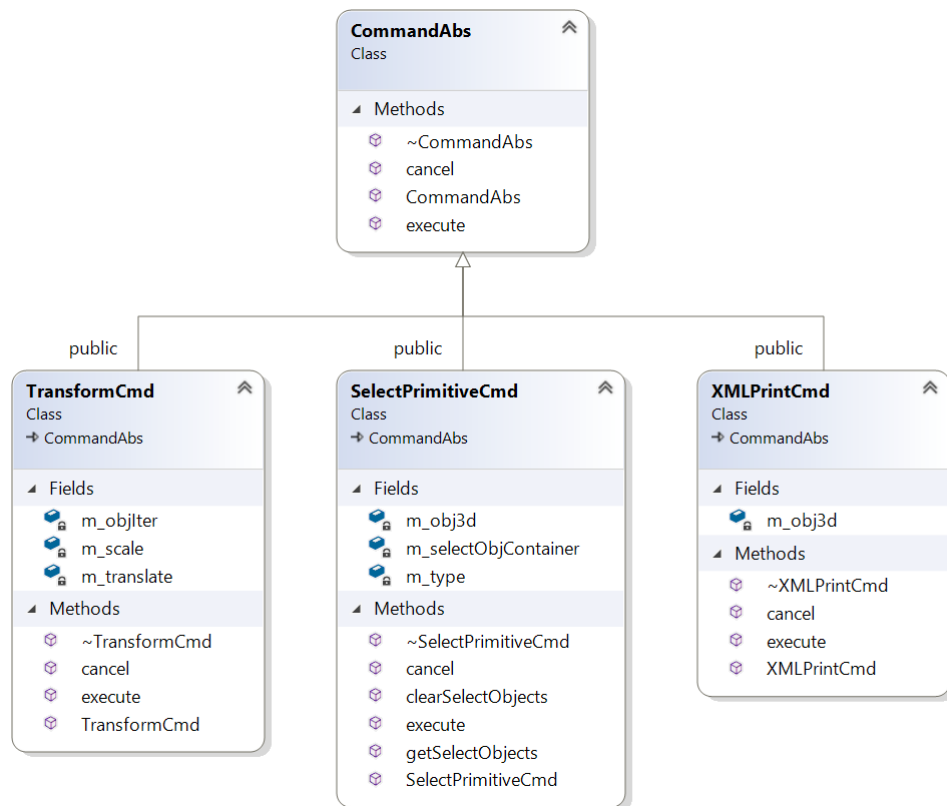 CommandAbs
Class
Methods
~CommandAbs
cancel
CommandAbs
execute
public
public
public
TransformCmd
Class
CommandAbs
Fields
m_objIter
m_scale
m_translate
Methods
~TransformCmd
cancel
execute
TransformCmd
SelectPrimitiveCmd
Class
CommandAbs
Fields
m_obj3d
m_selectObjContainer
m_type
Methods
~SelectPrimitiveCmd
cancel
clearSelectObjects
execute
getSelectObjects
SelectPrimitiveCmd
XMLPrintCmd
Class
CommandAbs
Fields
m_obj3d
Methods
~XMLPrintCmd
cancel
execute
XMLPrintCmd